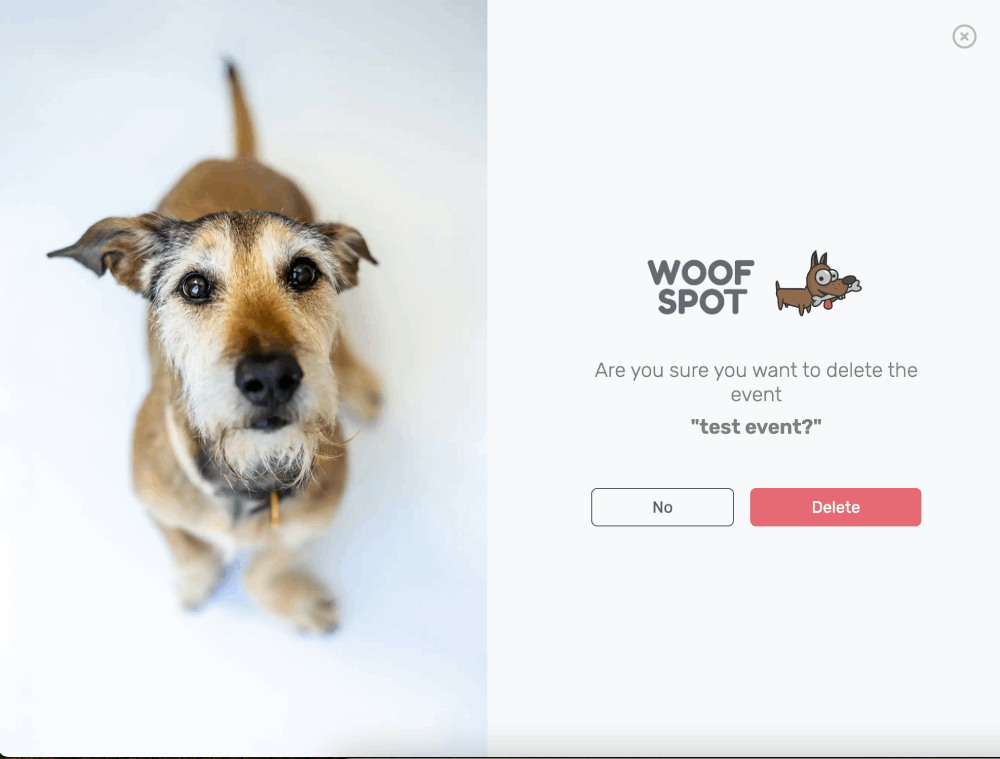 WOOF
SPOT
Are you sure you want to delete the
event
"test event?"
No
Delete